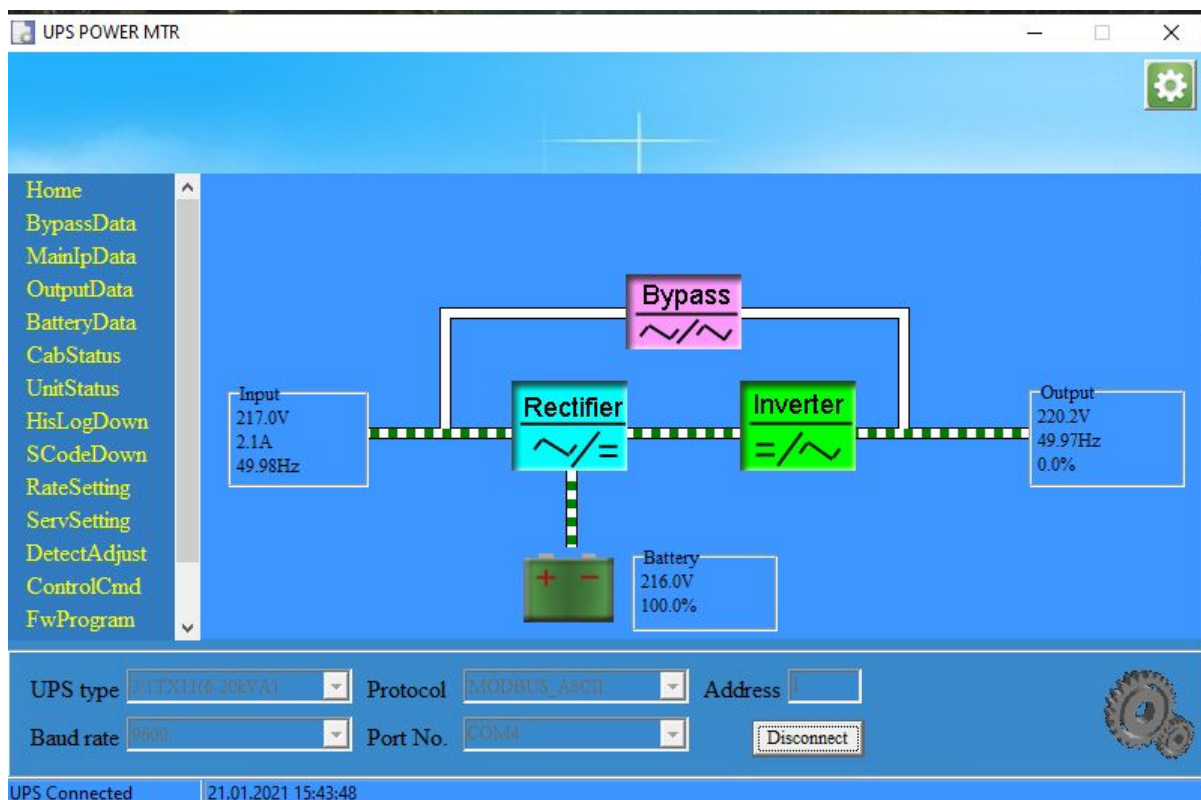 UPS POWER MTR
Home
BypassData
MainIpData
OutputData
BatteryData
CabStatus
UnitStatus
HisLogDown
SCodeDown
RateSetting
ServSetting
DetectAdjust
ControlCmd
FwProgram
Bypass
Input
217.0V
2.1A
49.98Hz
Rectifier
Inverter
Output
220.2V
49.97Hz
0.0%
Battery
216.0V
100.0%
UPS type
Protocol MODBUS_ASCII
Address 1
Baud rate 9600
Port No. COM4
Disconnect
UPS Connected
21.01.2021 15:43:48